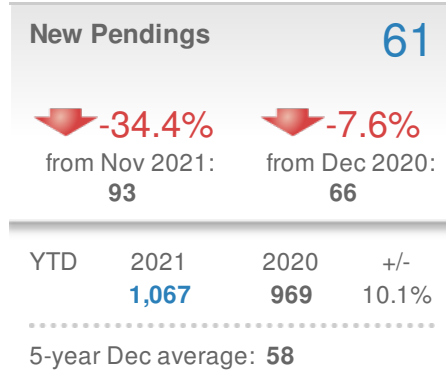 New Pendings 61
-34.4% -7.6%
from Nov 2021: from Dec 2020:
93 66
YTD 2021 2020 +/-
1,067 969 10.1%
5-year Dec average: 58